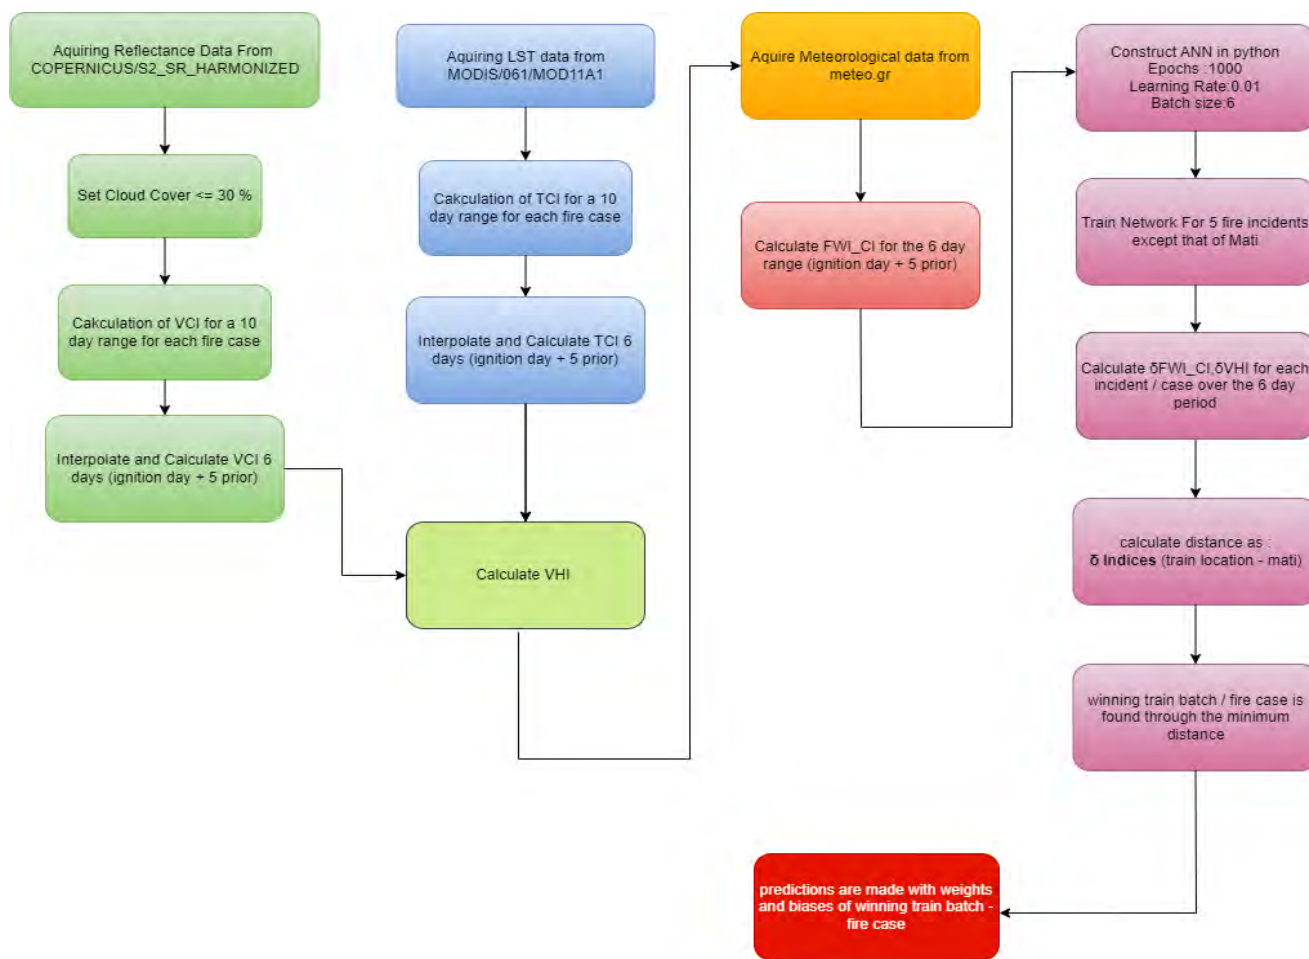 Aquiring Reflectance Data From
COPERNICUS/S2_SR_HARMONIZED
Set Cloud Cover <= 30 %
Cakculation of VCI for a 10
day range for each fire case
Interpolate and Calculate VCI 6
days (ignition day + 5 prior)
Aquiring LST data from
MODIS/061/MOD11A1
Cakculation of TCI for a 10
day range for each fire case
Interpolate and Calculate TCI 6
days (ignition day + 5 prior)
Calculate VHI
Aquire Meteorological data from
meteo.gr
Calculate FWI_CI for the 6 day
range (ignition day + 5 prior)
Construct ANN in python
Epochs :1000
Learning Rate:0.01
Batch size:6
Train Network For 5 fire incidents
except that of Mati
Calculate δFWI_CI,δVHI for each
incident / case over the 6 day
period
calculate distance as :
δ Indices (train location - mati)
winning train batch / fire case is
found through the minimum
distance
predictions are made with weights
and biases of winning train batch -
fire case